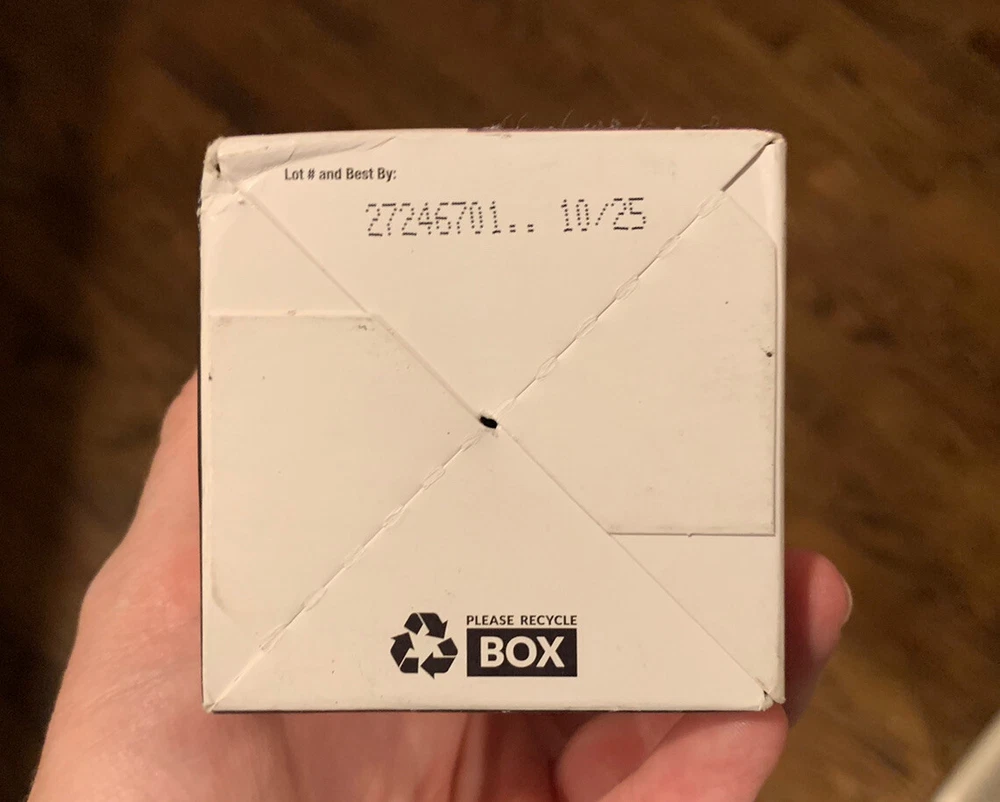 Lot # and Best By:
27246701.. 10/25
PLEASE RECYCLE
BOX